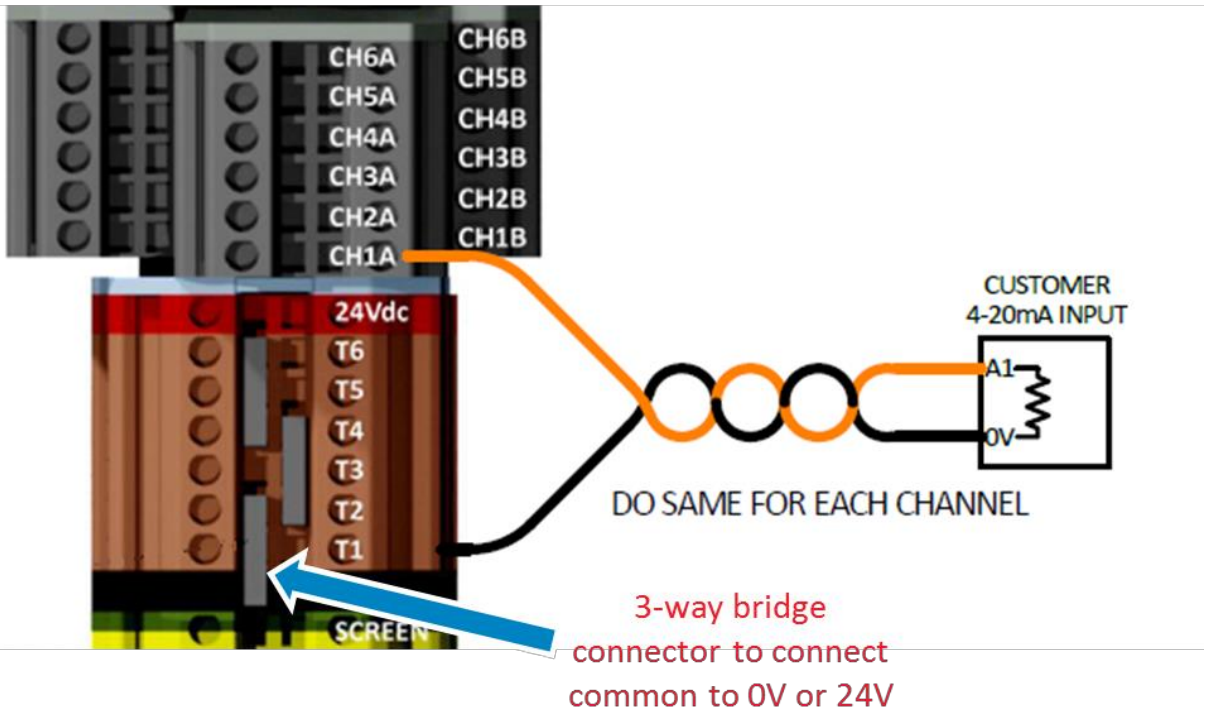 CH6A
CH5A
CH4A
CH3A
CH2A
CH1A
CH6B
CH5B
CH4B
CH3B
CH2B
CH1B
24Vdc
T6
T5
T4
T3
T2
T1
SCREEN
CUSTOMER
4-20mA INPUT
A1
0V
DO SAME FOR EACH CHANNEL
3-way bridge
connector to connect
common to 0V or 24V